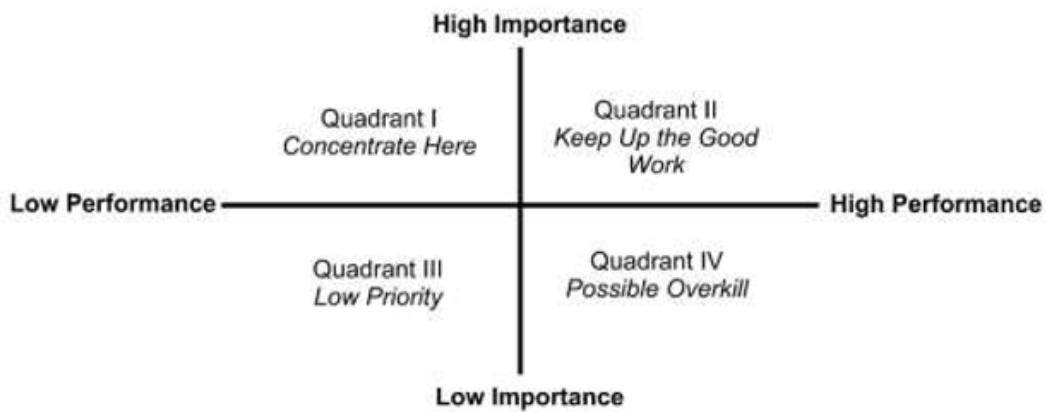 High Importance
Quadrant I
Concentrate Here
Quadrant II
Keep Up the Good
Work
Low Performance
High Performance
Quadrant III
Low Priority
Quadrant IV
Possible Overkill
Low Importance